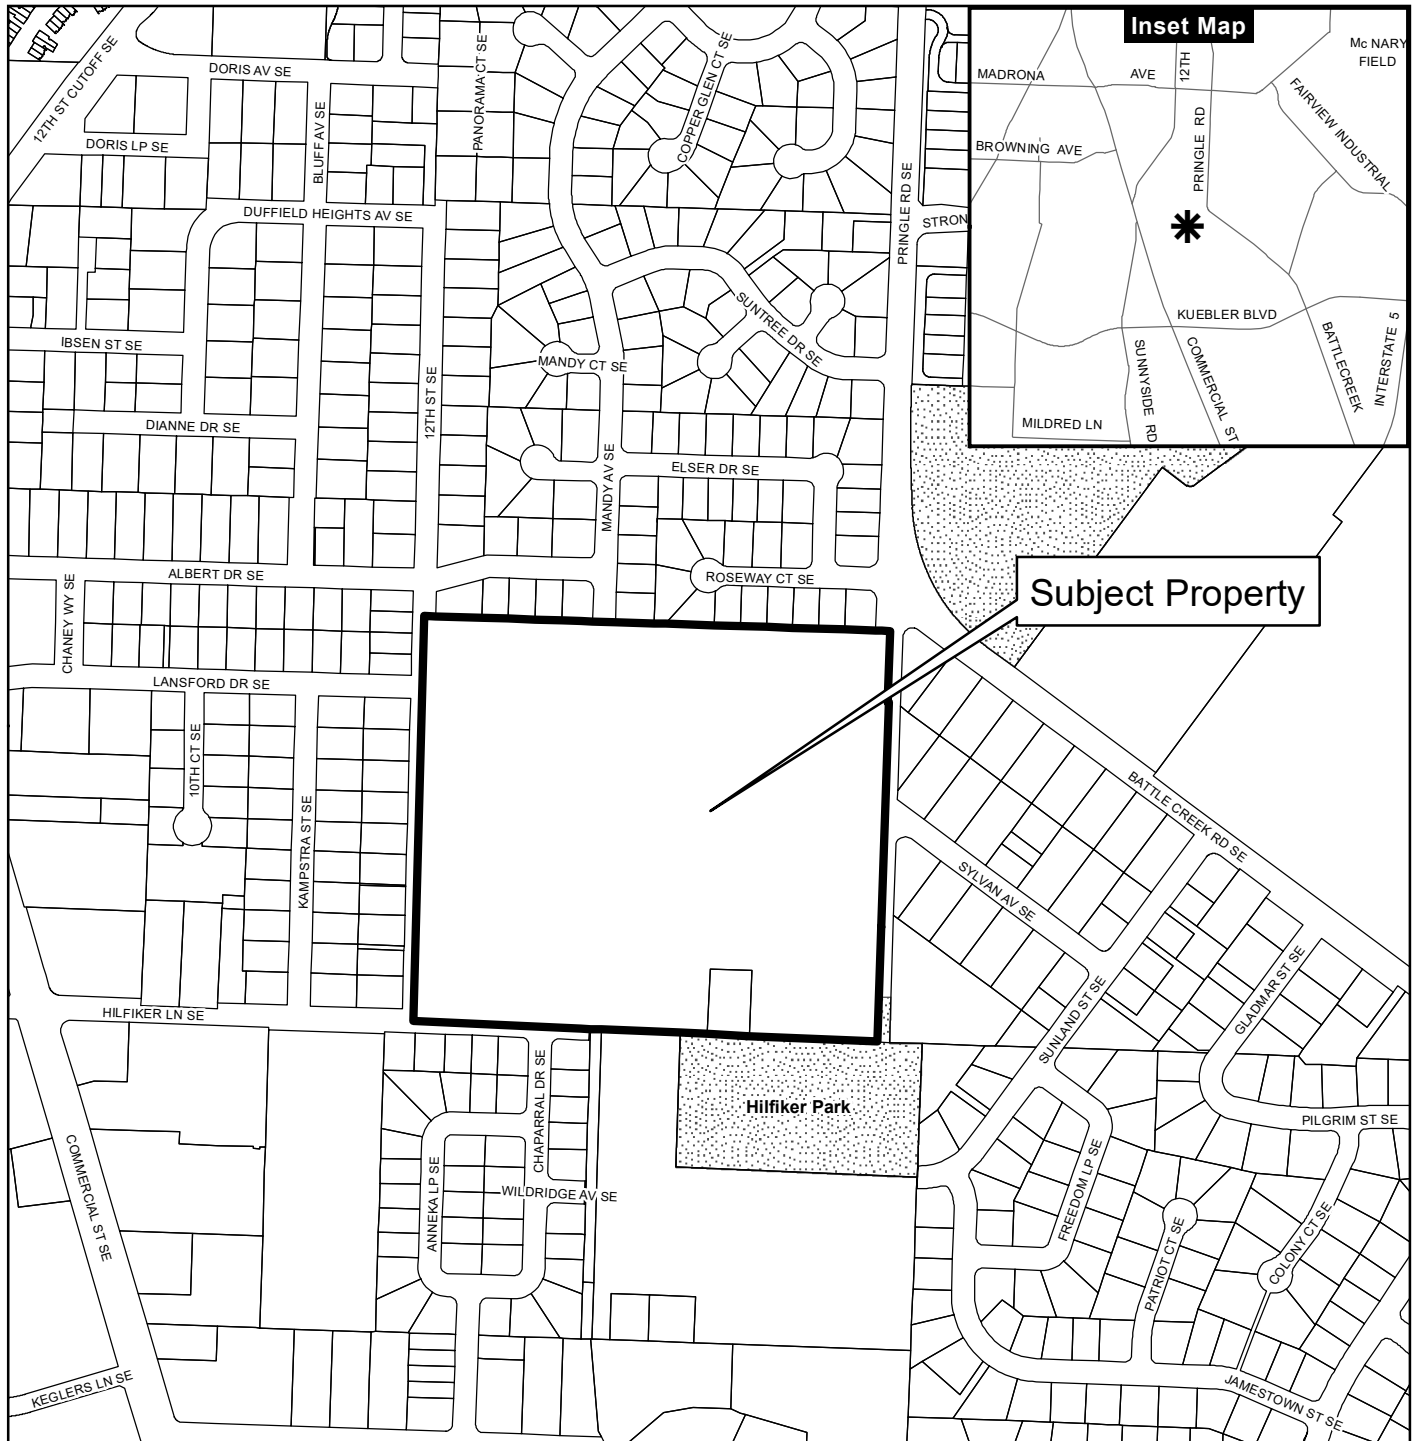 Inset Map
Mc NARY
FIELD
MADRONA AVE
12TH
FAIRVIEW INDUSTRIAL
PRINGLE RD
BROWNING AVE
KUEBLER BLVD
BATTLECREEK
INTERSTATE 5
SUNNYSIDE RD
COMMERCIAL ST
MILDRED LN
12TH ST CUTOFF SE
DORIS AV SE
PANORAMA CT SE
COPPER GLEN CT SE
DORIS LP SE
BLUFF AV SE
PRINGLE RD SE
DUFFIELD HEIGHTS AV SE
STRON
SUNTREE DR SE
IBSEN ST SE
MANDY CT SE
12TH ST SE
DIANNE DR SE
MANDY AV SE
ELSER DR SE
ALBERT DR SE
ROSEWAY CT SE
Subject Property
CHANEY WY SE
LANSFORD DR SE
10TH CT SE
KAMPSTRA ST SE
BATTLE CREEK RD SE
SYLVAN AV SE
HILFIKER LN SE
SUNLAND ST SE
GLADMAR ST SE
CHAPARRAL DR SE
Hilfiker Park
PILGRIM ST SE
COMMERCIAL ST SE
ANNEKA LP SE
WILDRIDGE AV SE
FREEDOM LP SE
PATRIOT CT SE
COLONY CT SE
KEGLERS LN SE
JAMESTOWN ST SE